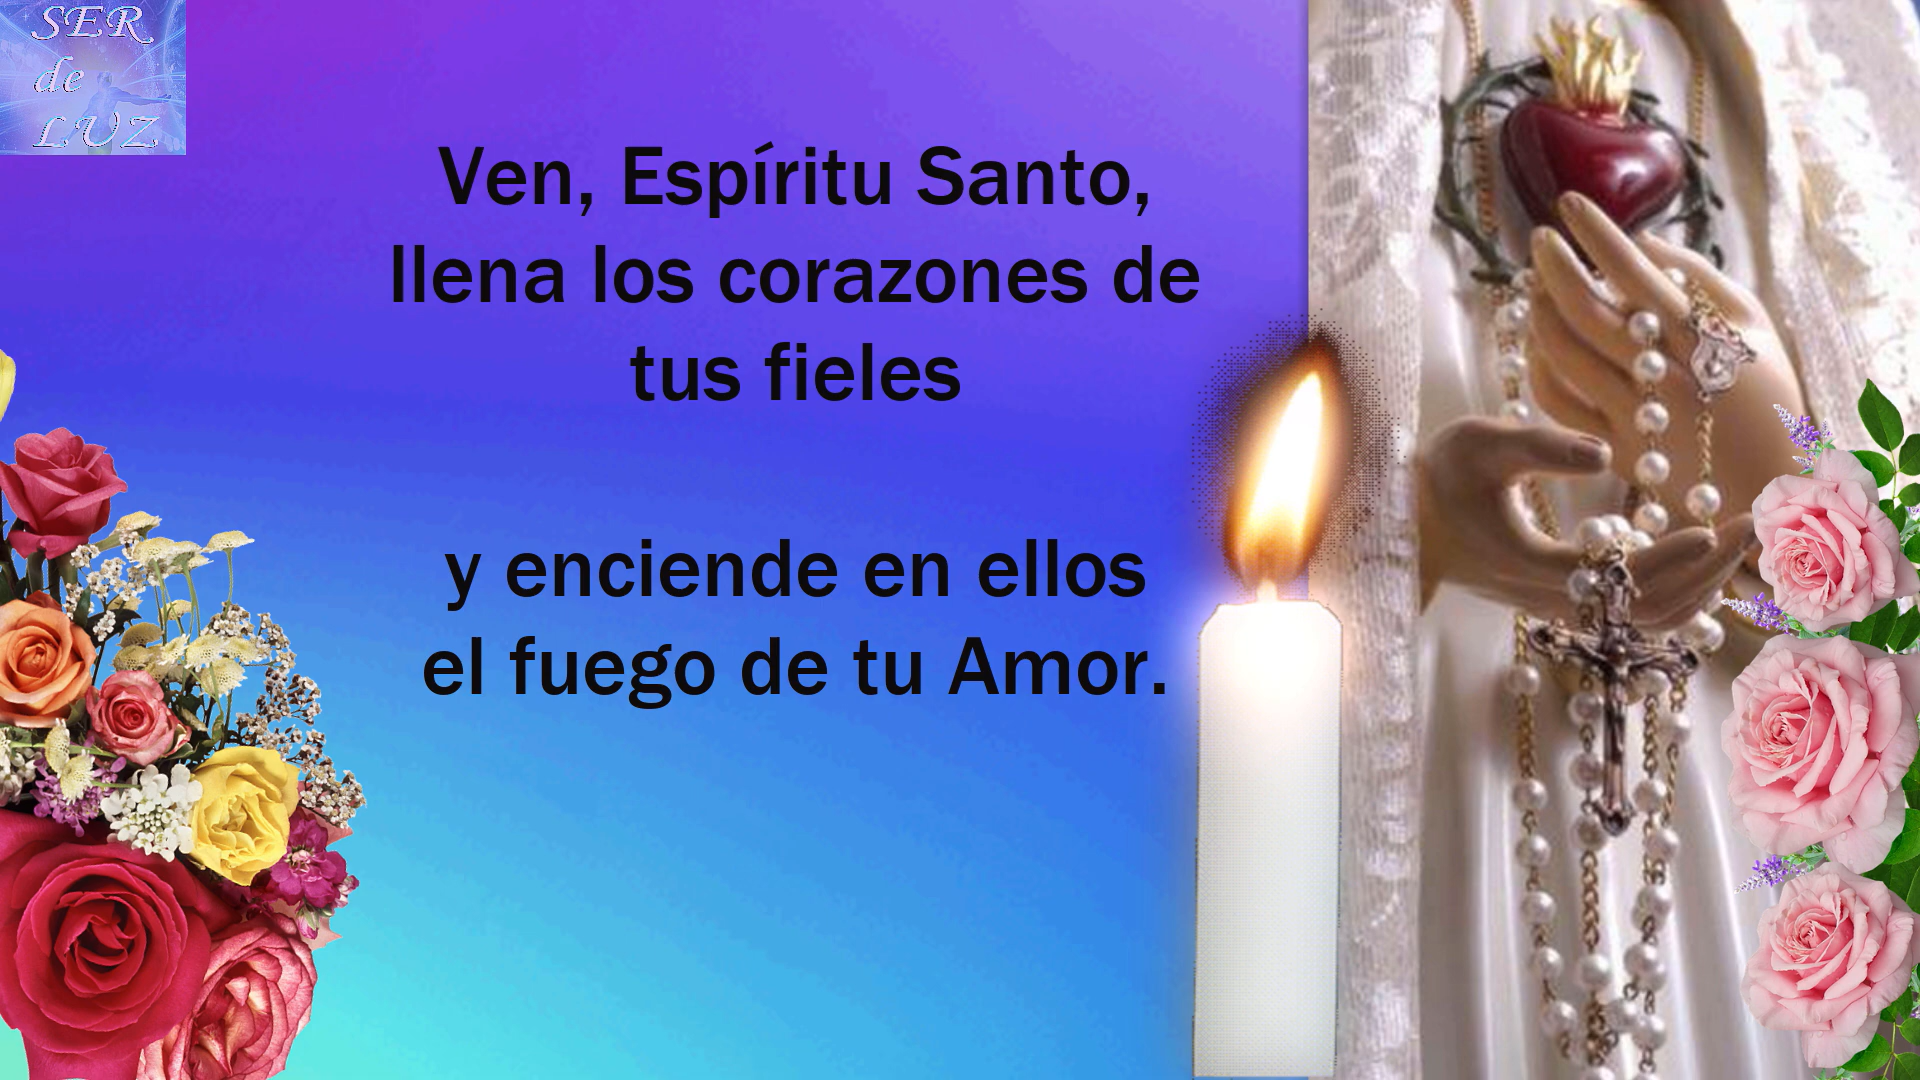 SER
de
LUZ
Ven, Espíritu Santo,
llena los corazones de
tus fieles
y enciende en ellos
el fuego de tu Amor.